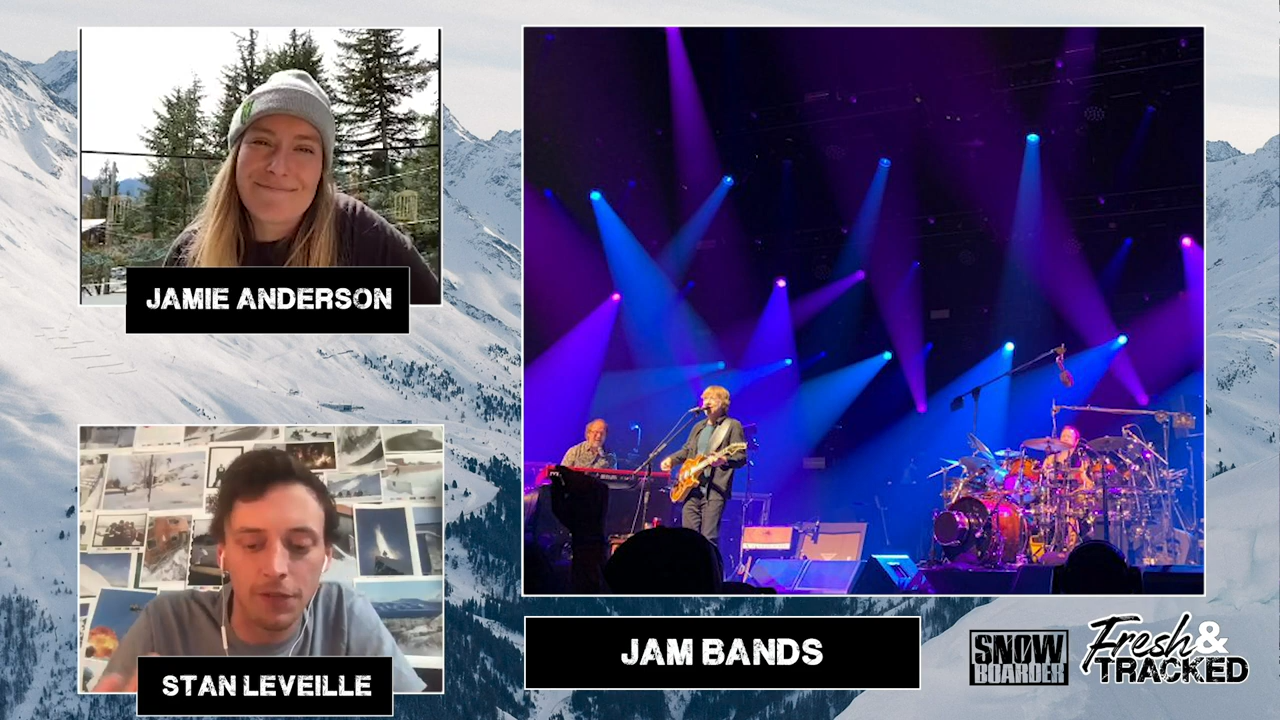 JAMIE ANDERSON
STAN LEVEILLE
JAM BANDS
SNOW
BOARDER
Fresh &
TRACKED